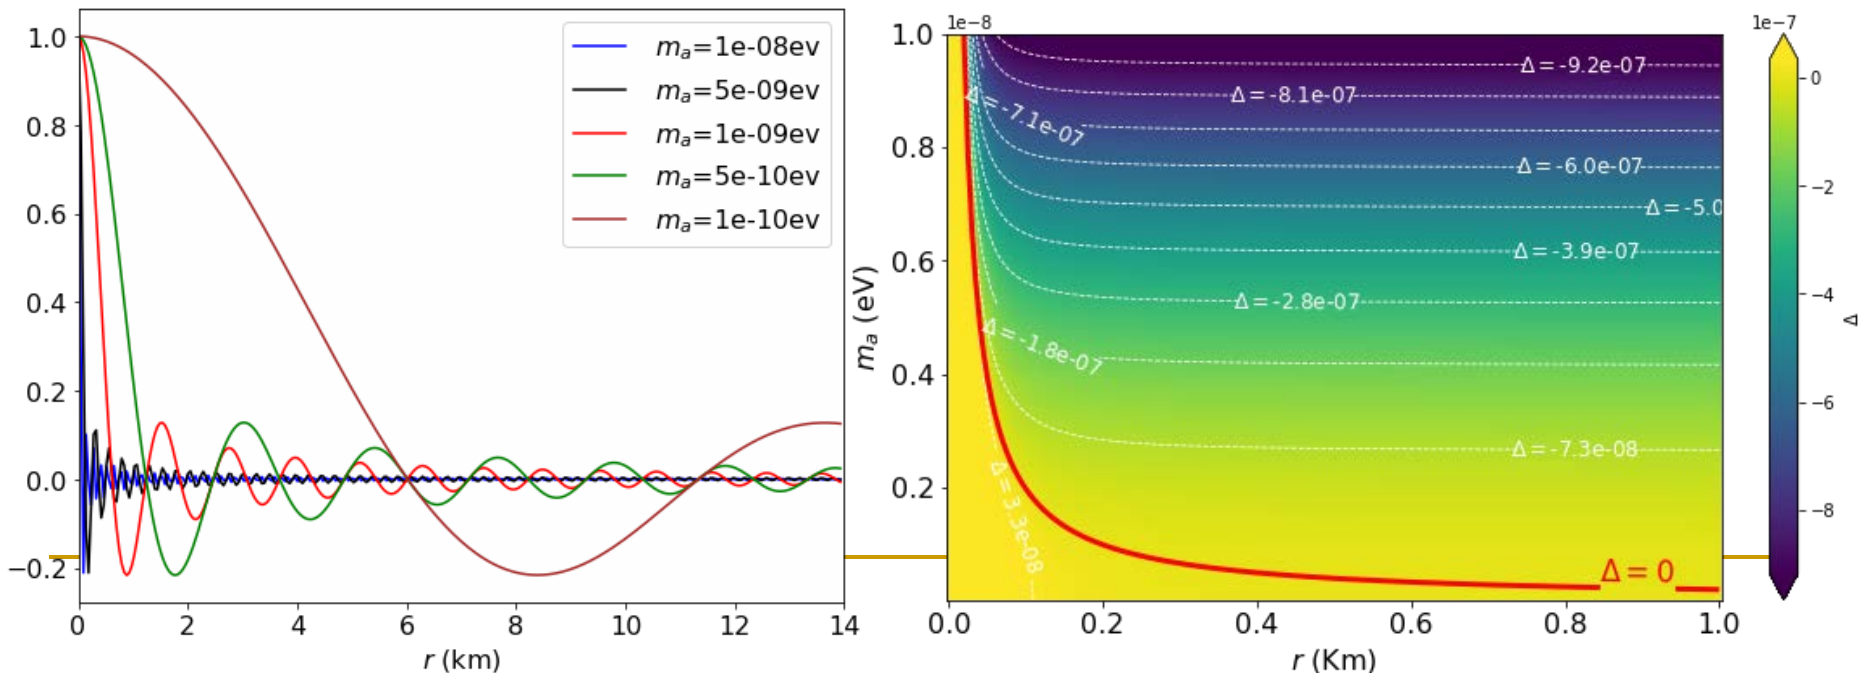 1.0
0.8
0.6
0.4
0.2
0.0
−0.2
0 2 4 6 8 10 12 14
r (km)
m_a=1e-08ev
m_a=5e-09ev
m_a=1e-09ev
m_a=5e-10ev
m_a=1e-10ev
1e−8
1.0
0.8
0.6
0.4
0.2
m_a (eV)
0.0 0.2 0.4 0.6 0.8 1.0
r (Km)
Δ = -9.2e-07
Δ = -8.1e-07
Δ = -7.1e-07
Δ = -6.0e-07
Δ = -5.0
Δ = -3.9e-07
Δ = -2.8e-07
Δ = -1.8e-07
Δ = -7.3e-08
Δ = 3.3e-08
Δ = 0
1e−7
0
−2
−4
−6
−8
Δ